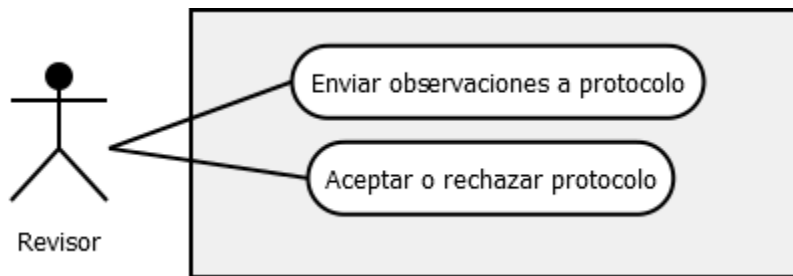 Enviar observaciones a protocolo
Aceptar o rechazar protocolo
Revisor